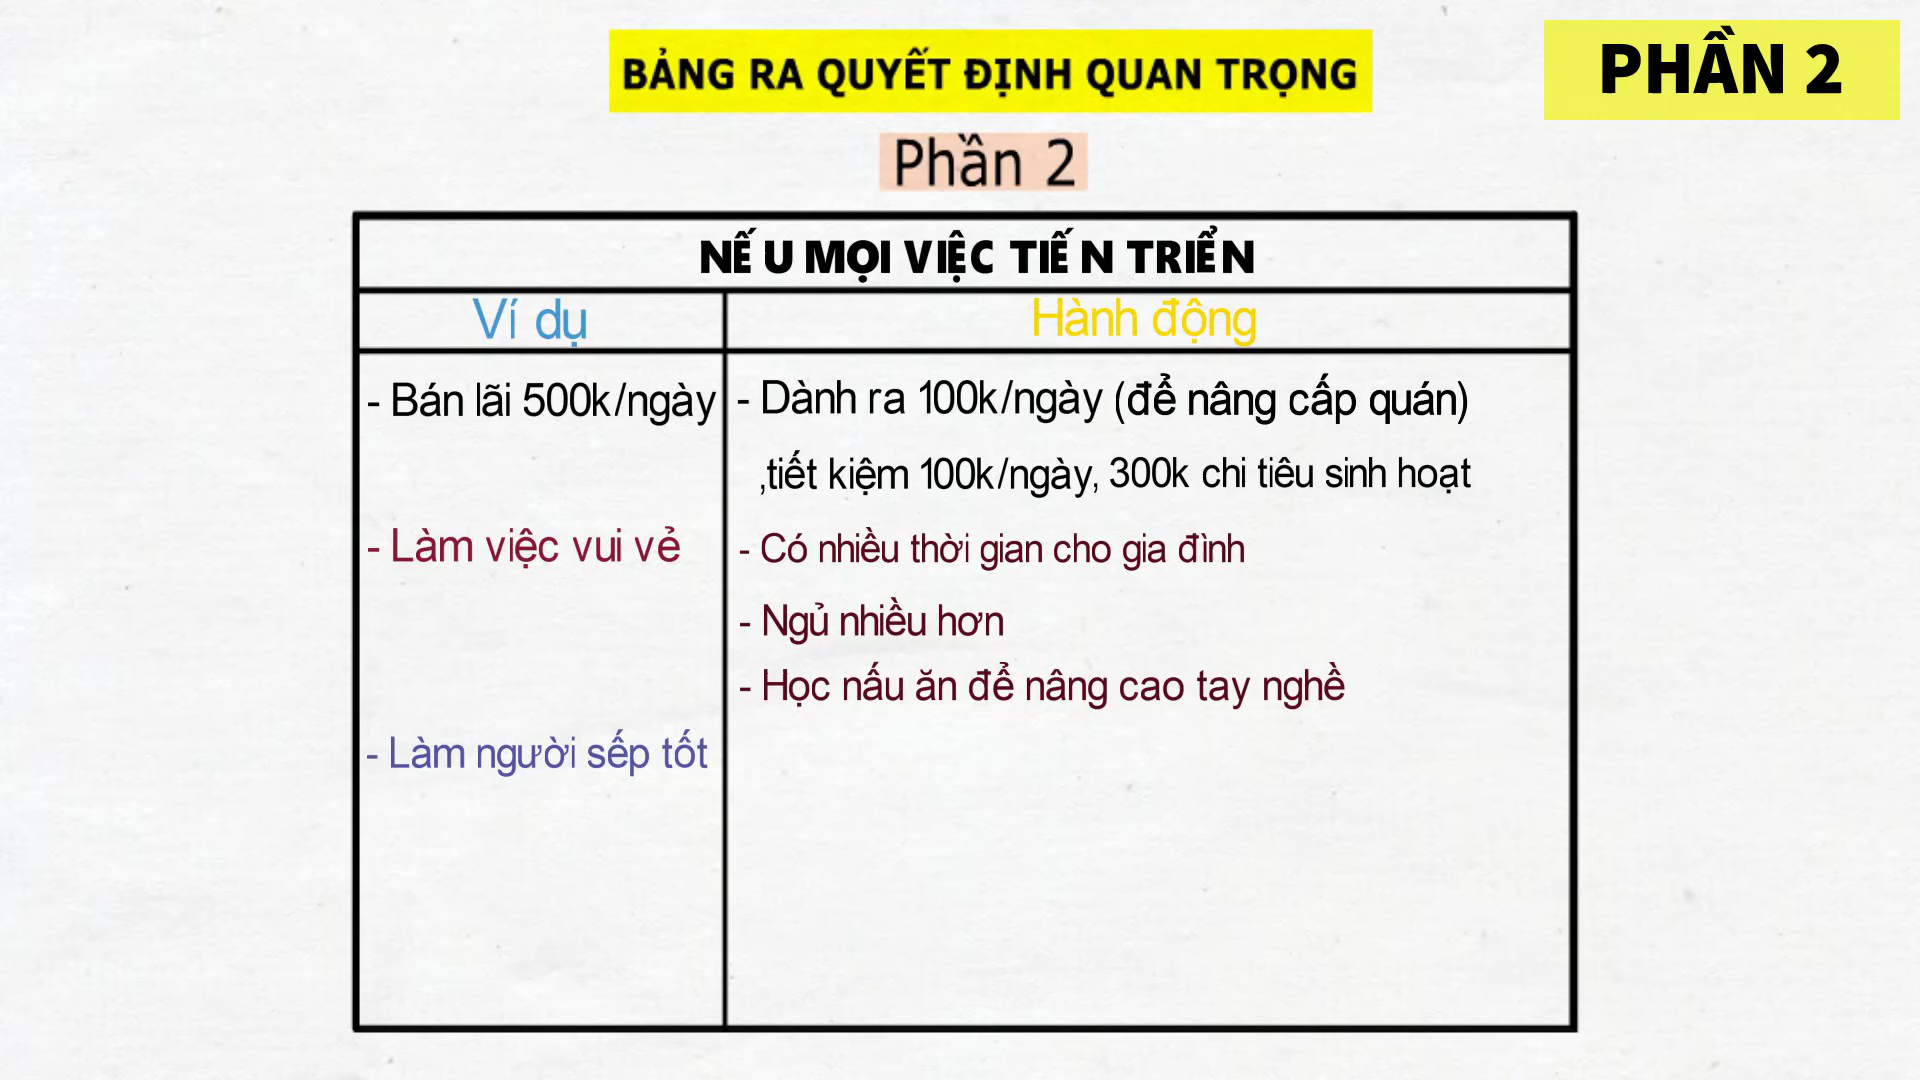 BẢNG RA QUYẾT ĐỊNH QUAN TRỌNG
PHẦN 2
Phần 2
NẾU MỌI VIỆC TIẾN TRIỂN
Ví dụ
Hành động
- Bán lãi 500k/ngày
- Dành ra 100k/ngày (để nâng cấp quán)
,tiết kiệm 100k/ngày, 300k chi tiêu sinh hoạt
- Làm việc vui vẻ
- Có nhiều thời gian cho gia đình
- Ngủ nhiều hơn
- Học nấu ăn để nâng cao tay nghề
- Làm người sếp tốt